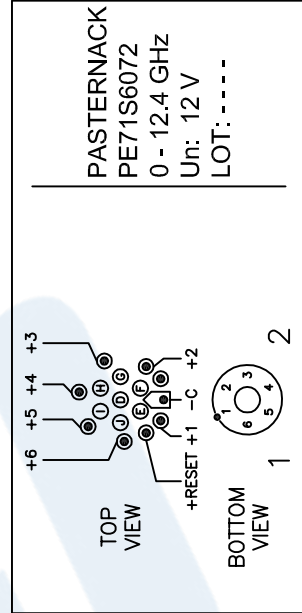 PASTERNACK
PE71S6072
0 - 12.4 GHz
Un: 12 V
LOT:-----
TOP
VIEW
+6
+5
+4
+3
J
I
D
H
G
E
F
+RESET
+1
-C
+2
BOTTOM
VIEW
1
2
3
4
5
6
1
2